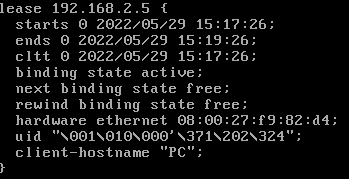 lease 192.168.2.5 {
  starts 0 2022/05/29 15:17:26;
  ends 0 2022/05/29 15:19:26;
  cltt 0 2022/05/29 15:17:26;
  binding state active;
  next binding state free;
  rewind binding state free;
  hardware ethernet 08:00:27:f9:82:d4;
  uid "\001\010\000'\371\202\324";
  client-hostname "PC";
}